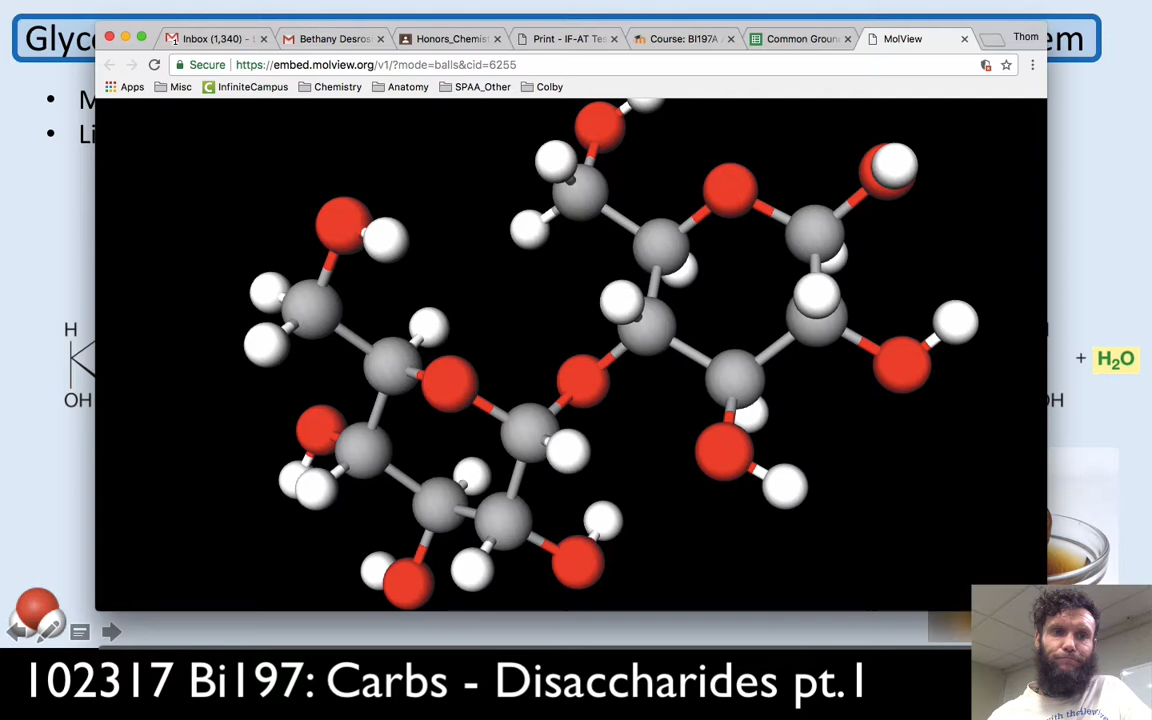 Glyc
em
Inbox (1,340) -
Bethany Desros
Honors_Chemist
Print - IF-AT Tes
Course: BI197A
Common Groun
MolView
Thom
Secure
https://embed.molview.org/v1/?mode=balls&cid=6255
Apps
Misc
InfiniteCampus
Chemistry
Anatomy
SPAA_Other
Colby
• M
• Li
H
OH
+ H₂O
OH
102317 Bi197: Carbs - Disaccharides pt.1